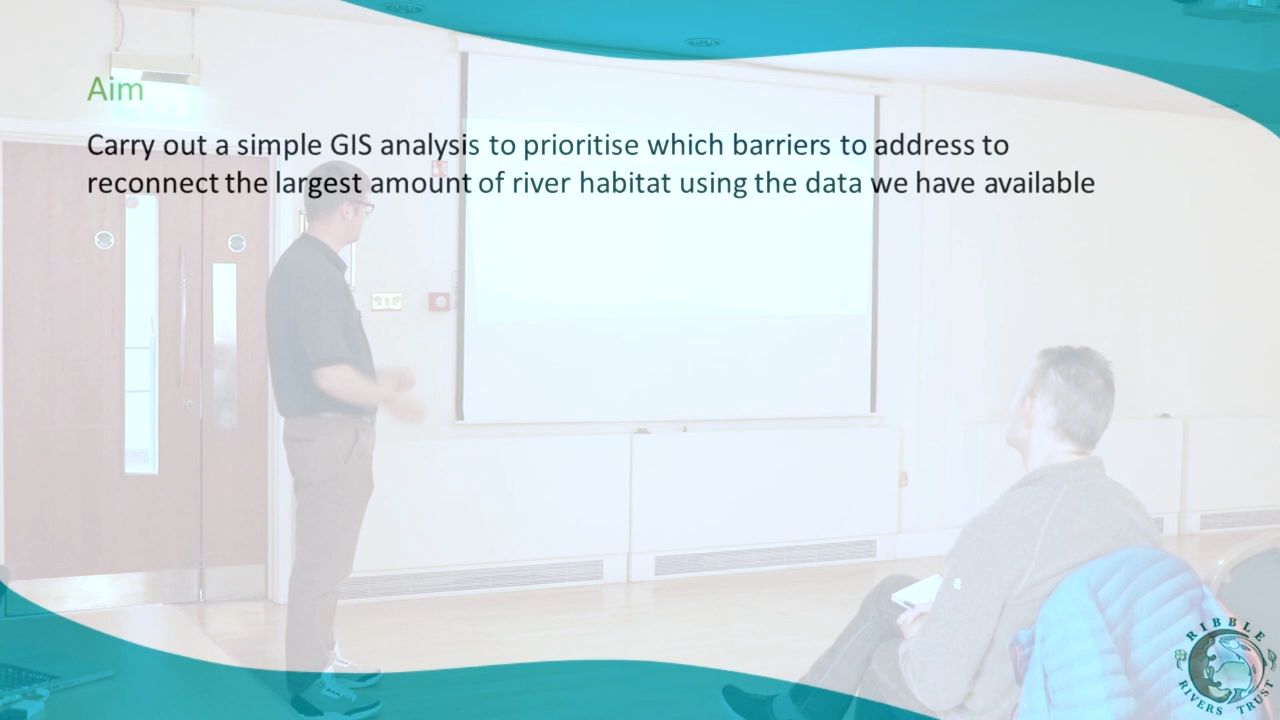 Aim
Carry out a simple GIS analysis to prioritise which barriers to address to
reconnect the largest amount of river habitat using the data we have available
RIBBLE
RIVERS TRUST